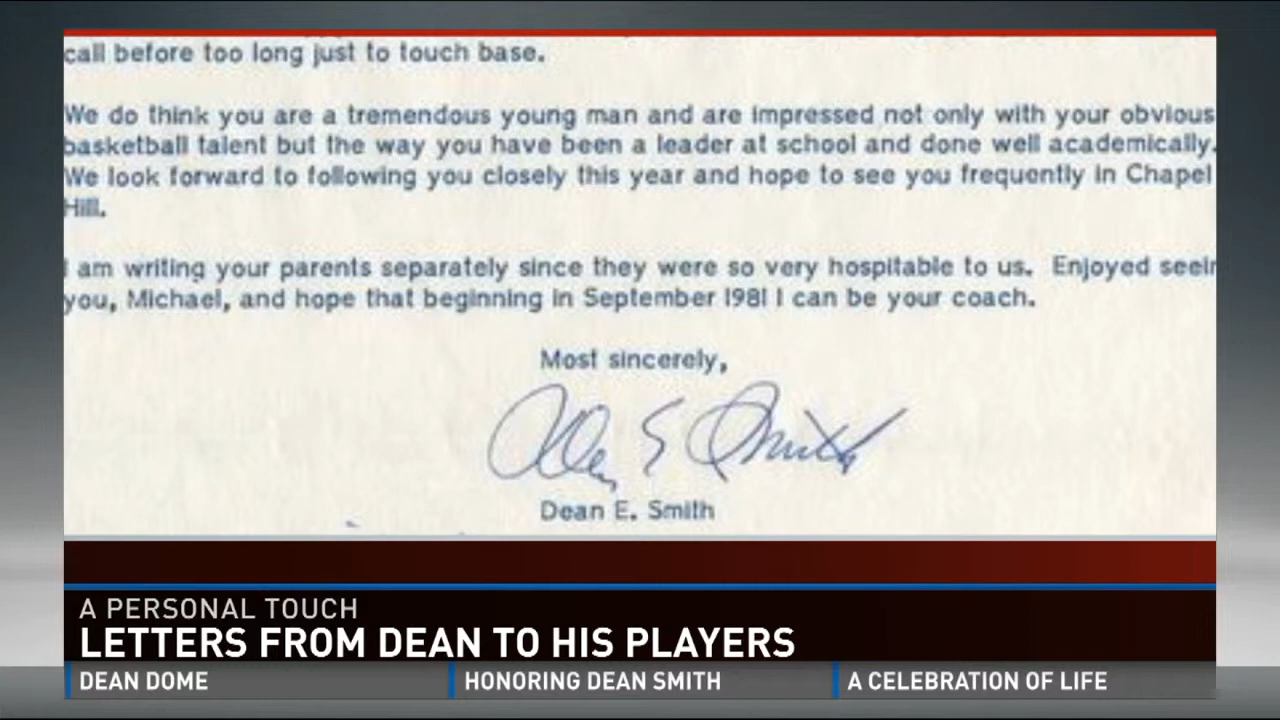 call before too long just to touch base.
We do think you are a tremendous young man and are impressed not only with your obvious
basketball talent but the way you have been a leader at school and done well academically.
We look forward to following you closely this year and hope to see you frequently in Chapel
Hill.
I am writing your parents separately since they were so very hospitable to us. Enjoyed seein
you, Michael, and hope that beginning in September 1981 I can be your coach.
Most sincerely,
Dean E Smith
Dean E. Smith
A PERSONAL TOUCH
LETTERS FROM DEAN TO HIS PLAYERS
DEAN DOME
HONORING DEAN SMITH
A CELEBRATION OF LIFE